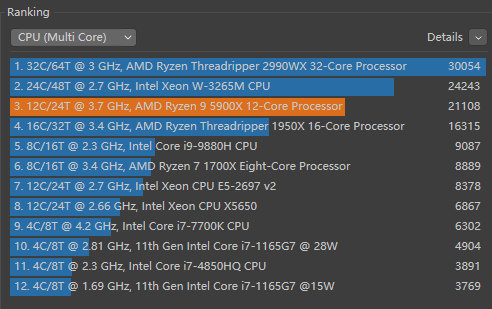 Ranking
CPU (Multi Core)
Details
1. 32C/64T @ 3 GHz, AMD Ryzen Threadripper 2990WX 32-Core Processor 30054
2. 24C/48T @ 2.7 GHz, Intel Xeon W-3265M CPU 24243
3. 12C/24T @ 3.7 GHz, AMD Ryzen 9 5900X 12-Core Processor 21108
4. 16C/32T @ 3.4 GHz, AMD Ryzen Threadripper 1950X 16-Core Processor 16315
5. 8C/16T @ 2.3 GHz, Intel Core i9-9880H CPU 9087
6. 8C/16T @ 3.4 GHz, AMD Ryzen 7 1700X Eight-Core Processor 8889
7. 12C/24T @ 2.7 GHz, Intel Xeon CPU E5-2697 v2 8378
8. 12C/24T @ 2.66 GHz, Intel Xeon CPU X5650 6867
9. 4C/8T @ 4.2 GHz, Intel Core i7-7700K CPU 6302
10. 4C/8T @ 2.81 GHz, 11th Gen Intel Core i7-1165G7 @ 28W 4904
11. 4C/8T @ 2.3 GHz, Intel Core i7-4850HQ CPU 3891
12. 4C/8T @ 1.69 GHz, 11th Gen Intel Core i7-1165G7 @15W 3769